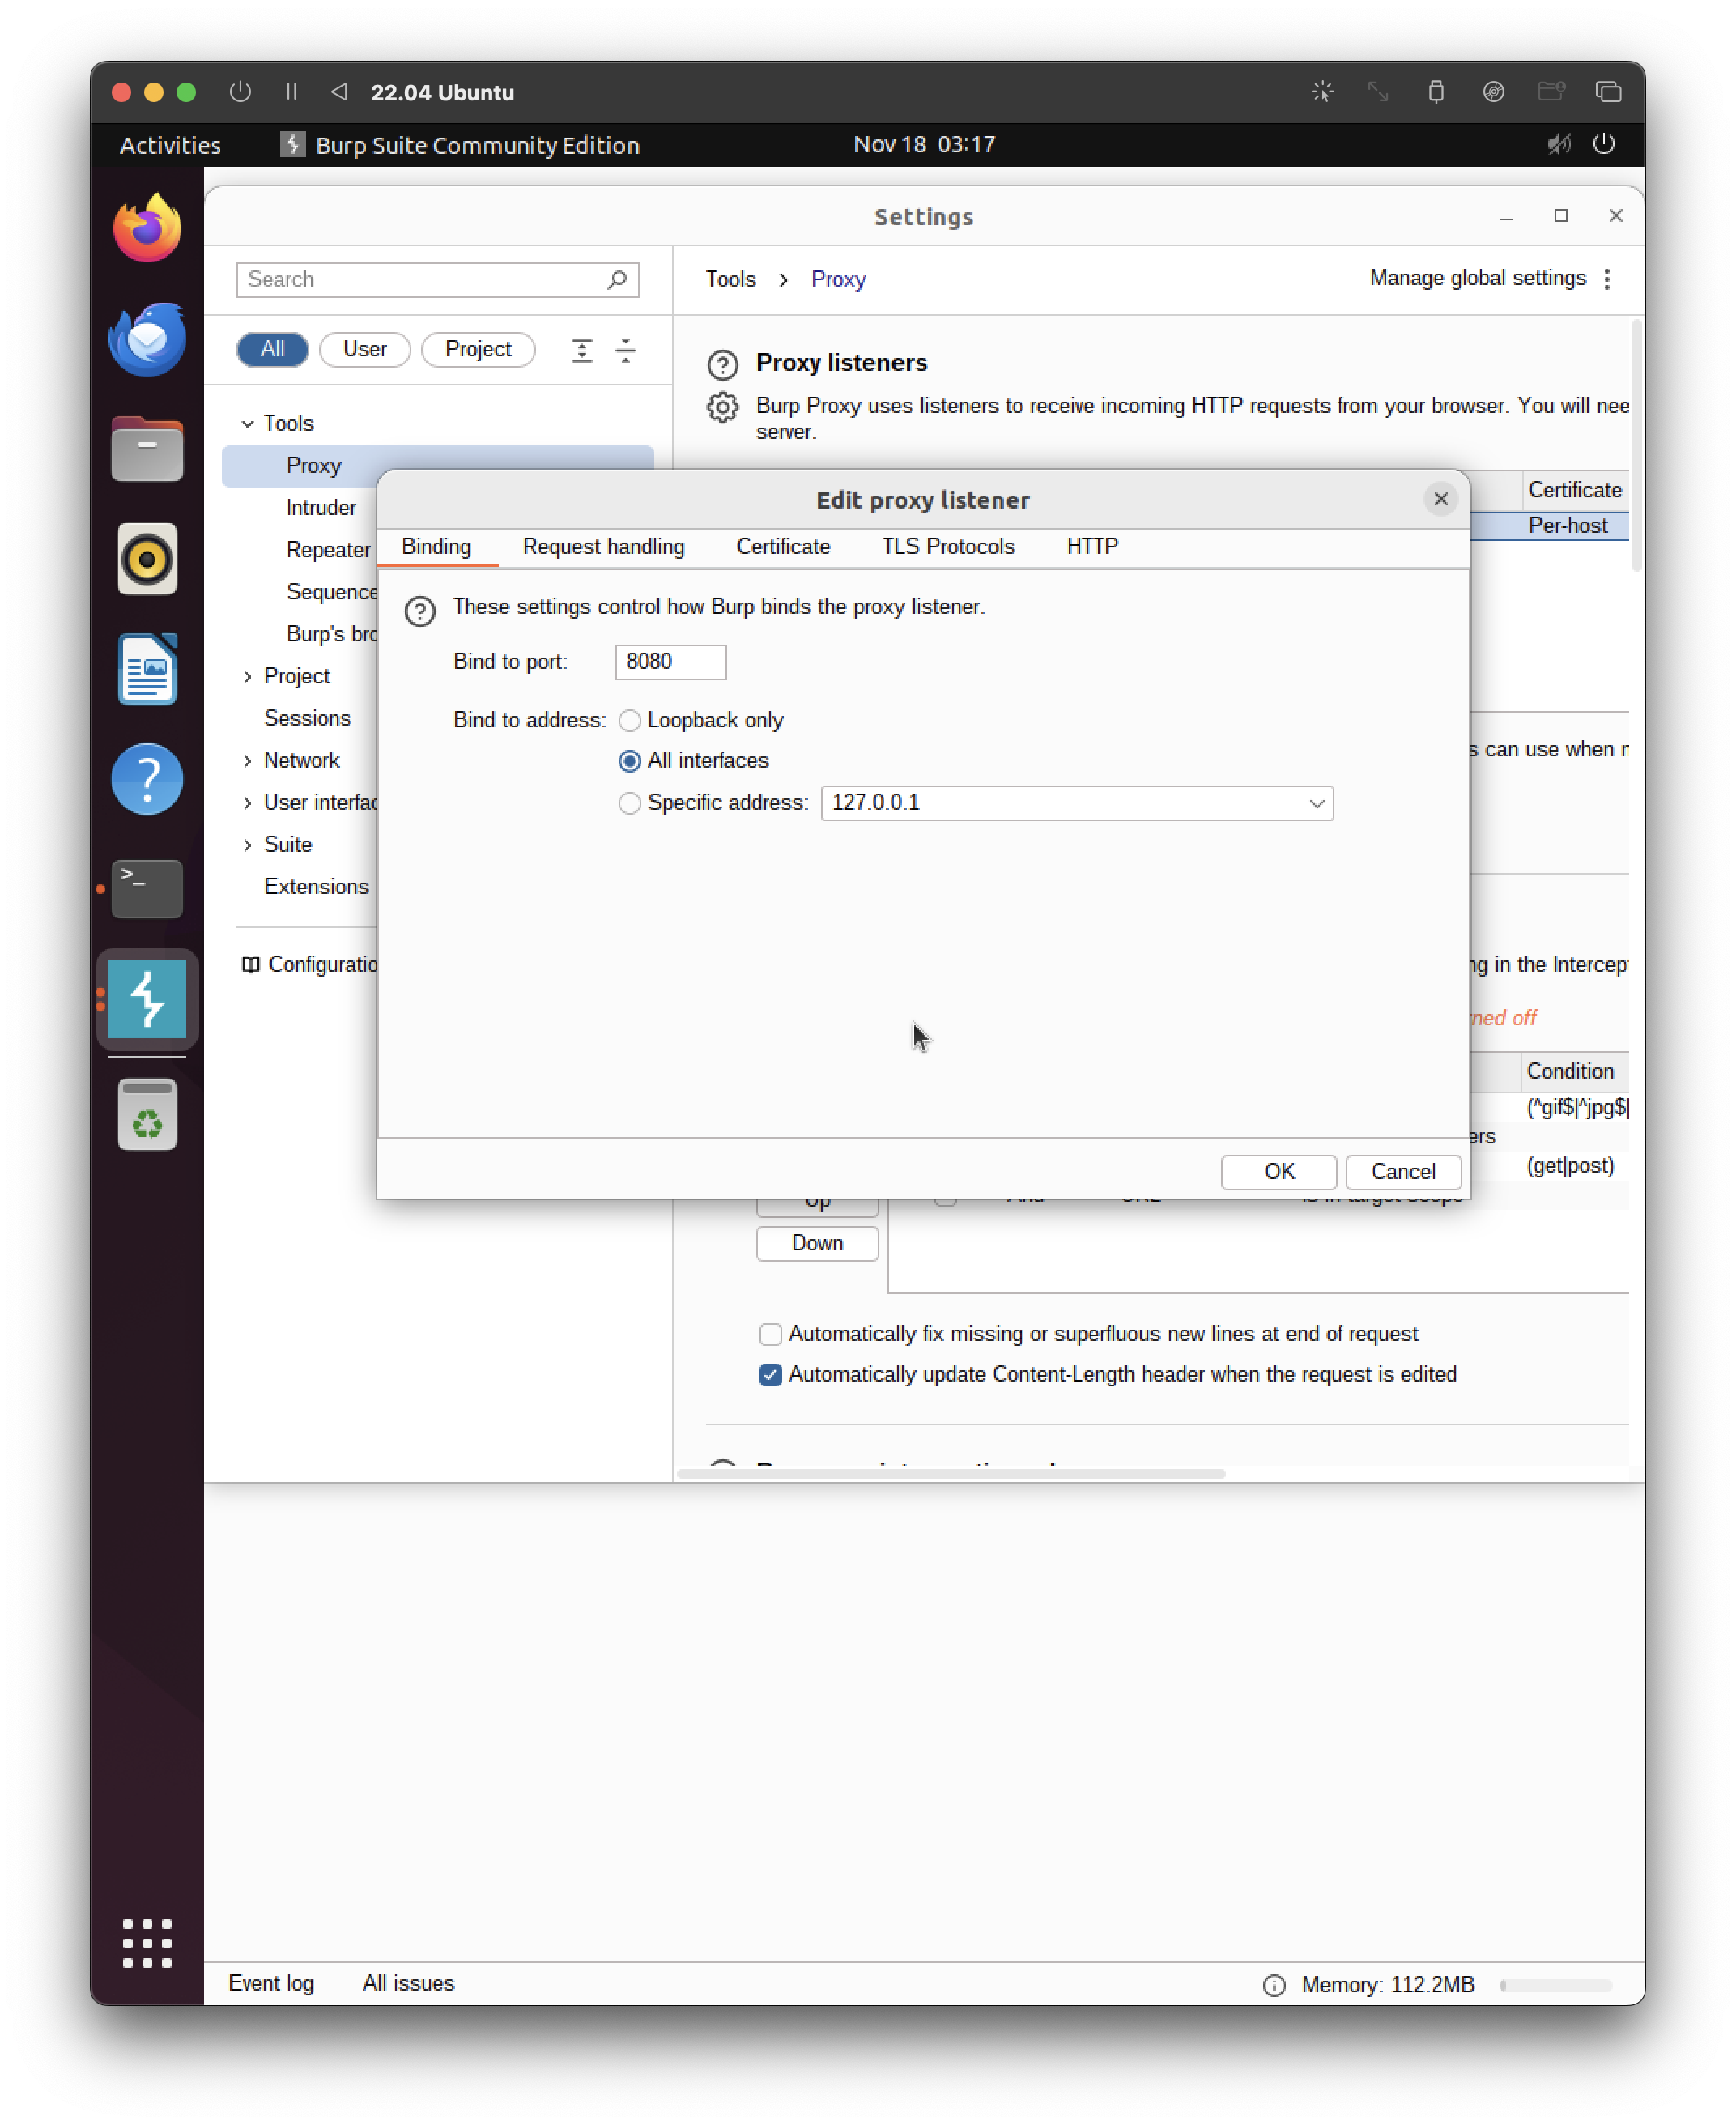 22.04 Ubuntu
Activities
Burp Suite Community Edition
Nov 18 03:17
Settings
Search
Tools > Proxy
Manage global settings
All
User
Project
Proxy listeners
Burp Proxy uses listeners to receive incoming HTTP requests from your browser. You will nee
server.
Tools
Proxy
Intruder
Repeater
Sequence
Burp's bro
Project
Sessions
Network
User interfac
Suite
Extensions
Configuratio
Certificate
Per-host
Edit proxy listener
Binding
Request handling
Certificate
TLS Protocols
HTTP
These settings control how Burp binds the proxy listener.
Bind to port: 8080
Bind to address: Loopback only
All interfaces
Specific address: 127.0.0.1
OK
Cancel
s can use when
ng in the Intercep
ned off
Condition
(^gif$|^jpg$|
ers
(get|post)
Up
And
URL
is in target scope
Down
Automatically fix missing or superfluous new lines at end of request
Automatically update Content-Length header when the request is edited
Event log
All issues
Memory: 112.2MB